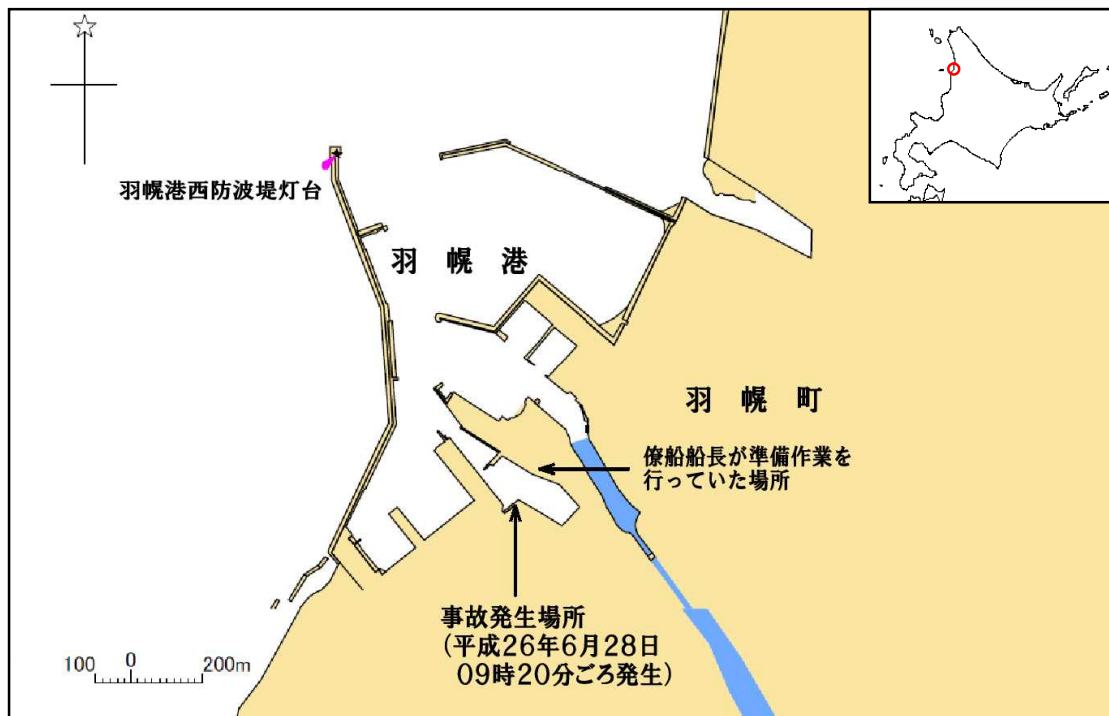 羽幌港西防波堤灯台
羽幌港
羽幌町
僚船船長が準備作業を
行っていた場所
事故発生場所
(平成26年6月28日
09時20分ごろ発生)
100 0 200m